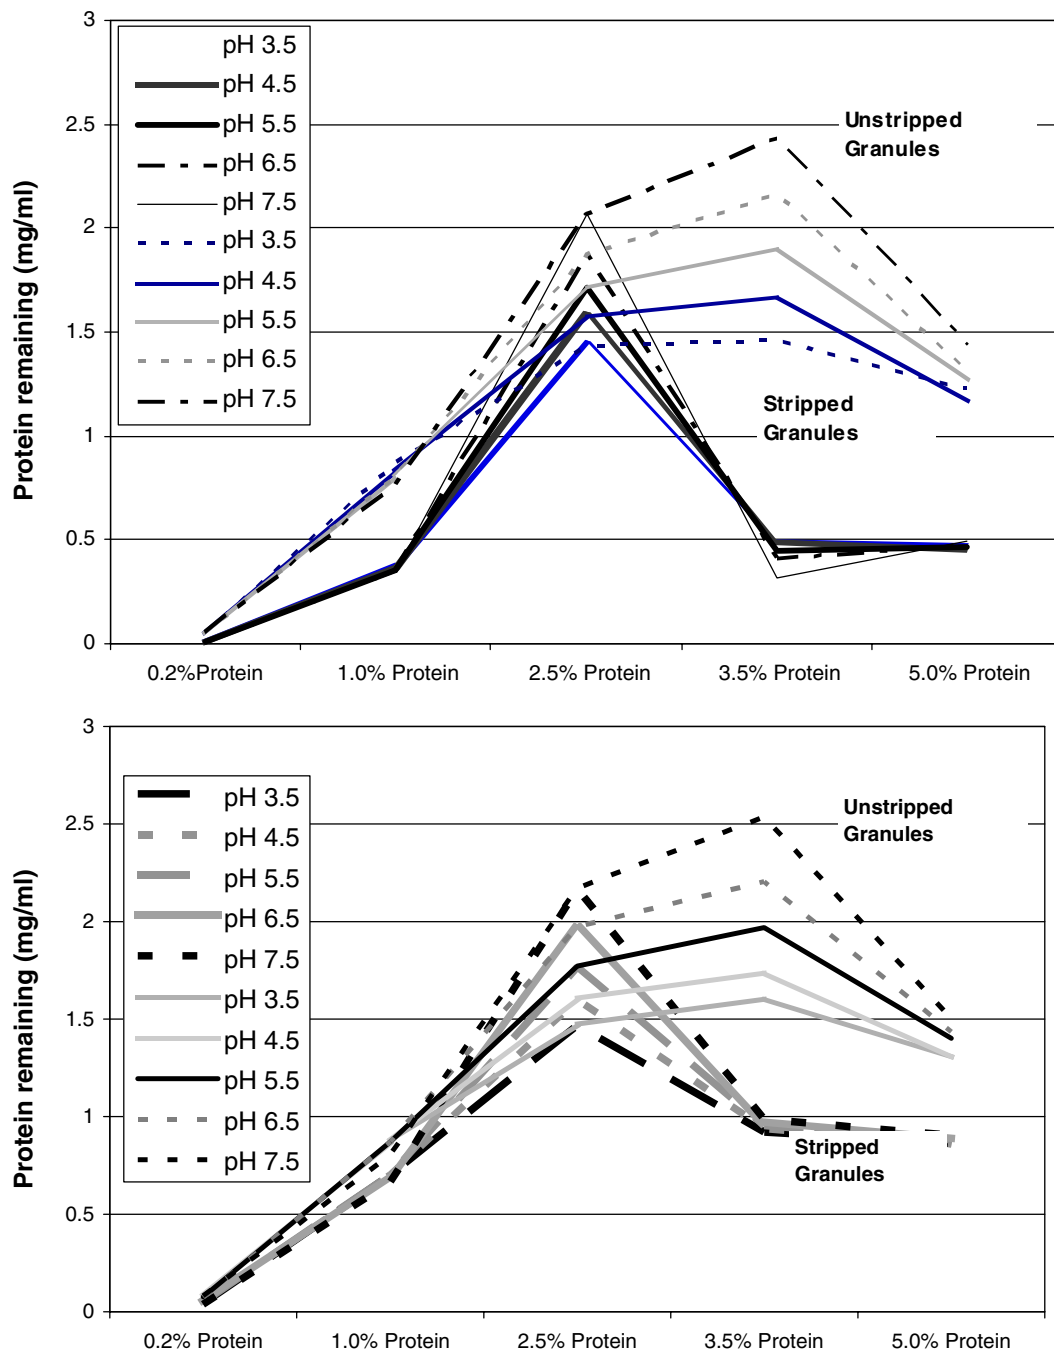 3
2.5
2
1.5
1
0.5
0
Protein remaining (mg/ml)
pH 3.5
pH 4.5
pH 5.5
pH 6.5
pH 7.5
pH 3.5
pH 4.5
pH 5.5
pH 6.5
pH 7.5
Unstripped
Granules
Stripped
Granules
0.2%Protein
1.0% Protein
2.5% Protein
3.5% Protein
5.0% Protein
3
2.5
2
1.5
1
0.5
0
Protein remaining (mg/ml)
pH 3.5
pH 4.5
pH 5.5
pH 6.5
pH 7.5
pH 3.5
pH 4.5
pH 5.5
pH 6.5
pH 7.5
Unstripped
Granules
Stripped
Granules
0.2% Protein
1.0% Protein
2.5% Protein
3.5% Protein
5.0% Protein